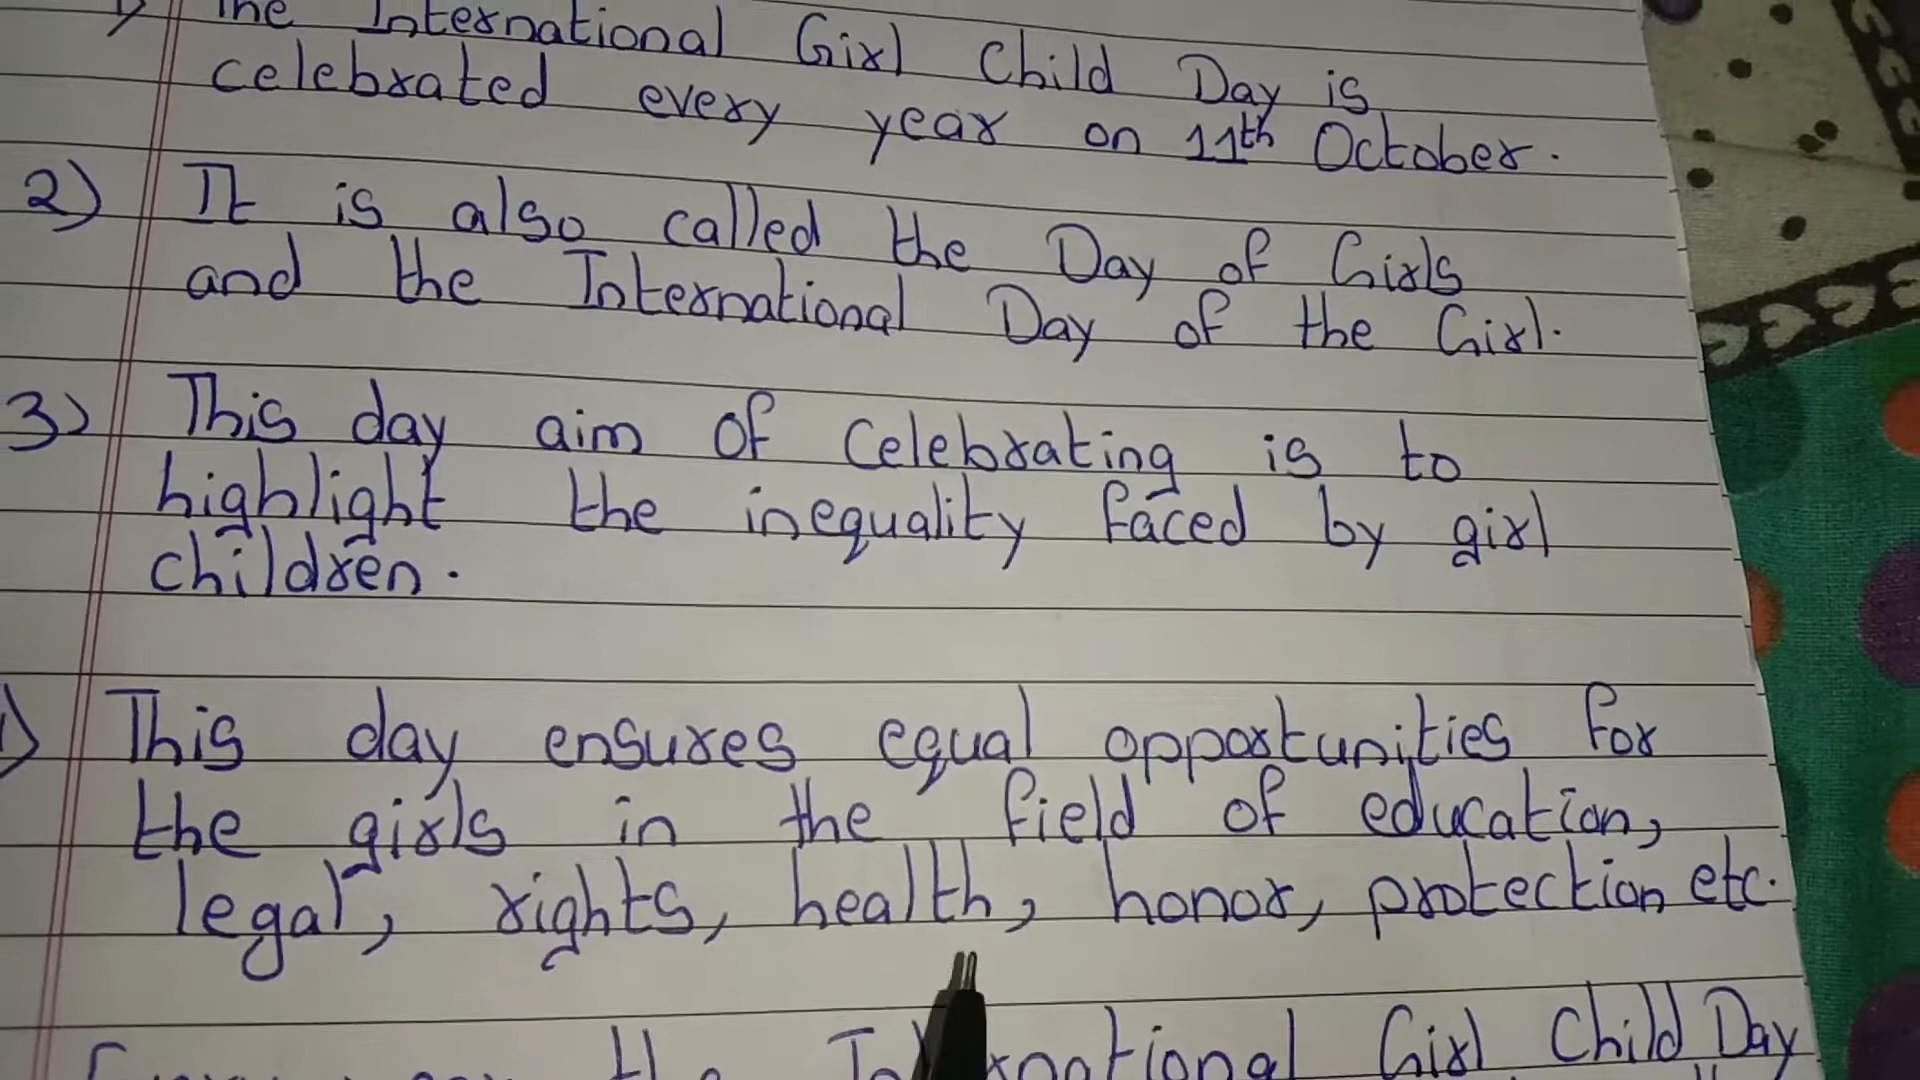 1) The International Girl Child Day is
celebrated every year on 11th October.
2) It is also called the Day of Girls
and the International Day of the Girl.
3) This day aim of celebrating is to
highlight the inequality faced by girl
children.
) This day ensures equal opportunities for
the girls in the field of education,
legal, rights, health, honor, protection etc.
Girl Child Day